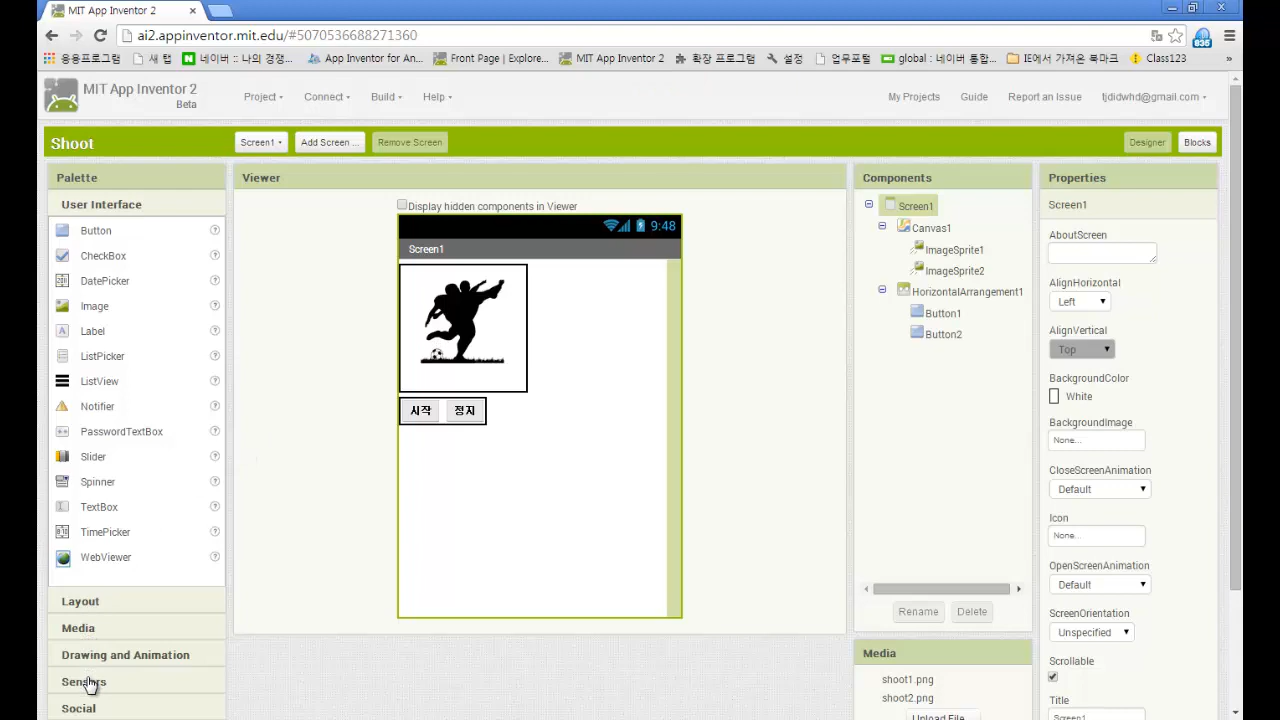 MIT App Inventor 2
ai2.appinventor.mit.edu/#5070536688271360
응용프로그램 새 탭 네이버 :: 나의 경쟁... App Inventor for An... Front Page | Explore... MIT App Inventor 2 확장 프로그램 설정 업무포털 global : 네이버 통합... IE에서 가져온 북마크 Class123 »
835
MIT App Inventor 2
Beta
Project Connect Build Help
My Projects Guide Report an Issue tjdidwhd@gmail.com
Shoot
Screen1 Add Screen ... Remove Screen
Designer Blocks
Palette
User Interface
Button
CheckBox
DatePicker
Image
Label
ListPicker
ListView
Notifier
PasswordTextBox
Slider
Spinner
TextBox
TimePicker
WebViewer
Layout
Media
Drawing and Animation
Sensors
Social
Viewer
Display hidden components in Viewer
9:48
Screen1
시작 정지
Components
Screen1
Canvas1
ImageSprite1
ImageSprite2
HorizontalArrangement1
Button1
Button2
Rename Delete
Media
shoot1.png
shoot2.png
Upload File ...
Properties
Screen1
AboutScreen
AlignHorizontal
Left
AlignVertical
Top
BackgroundColor
White
BackgroundImage
None...
CloseScreenAnimation
Default
Icon
None...
OpenScreenAnimation
Default
ScreenOrientation
Unspecified
Scrollable
Title
Screen1